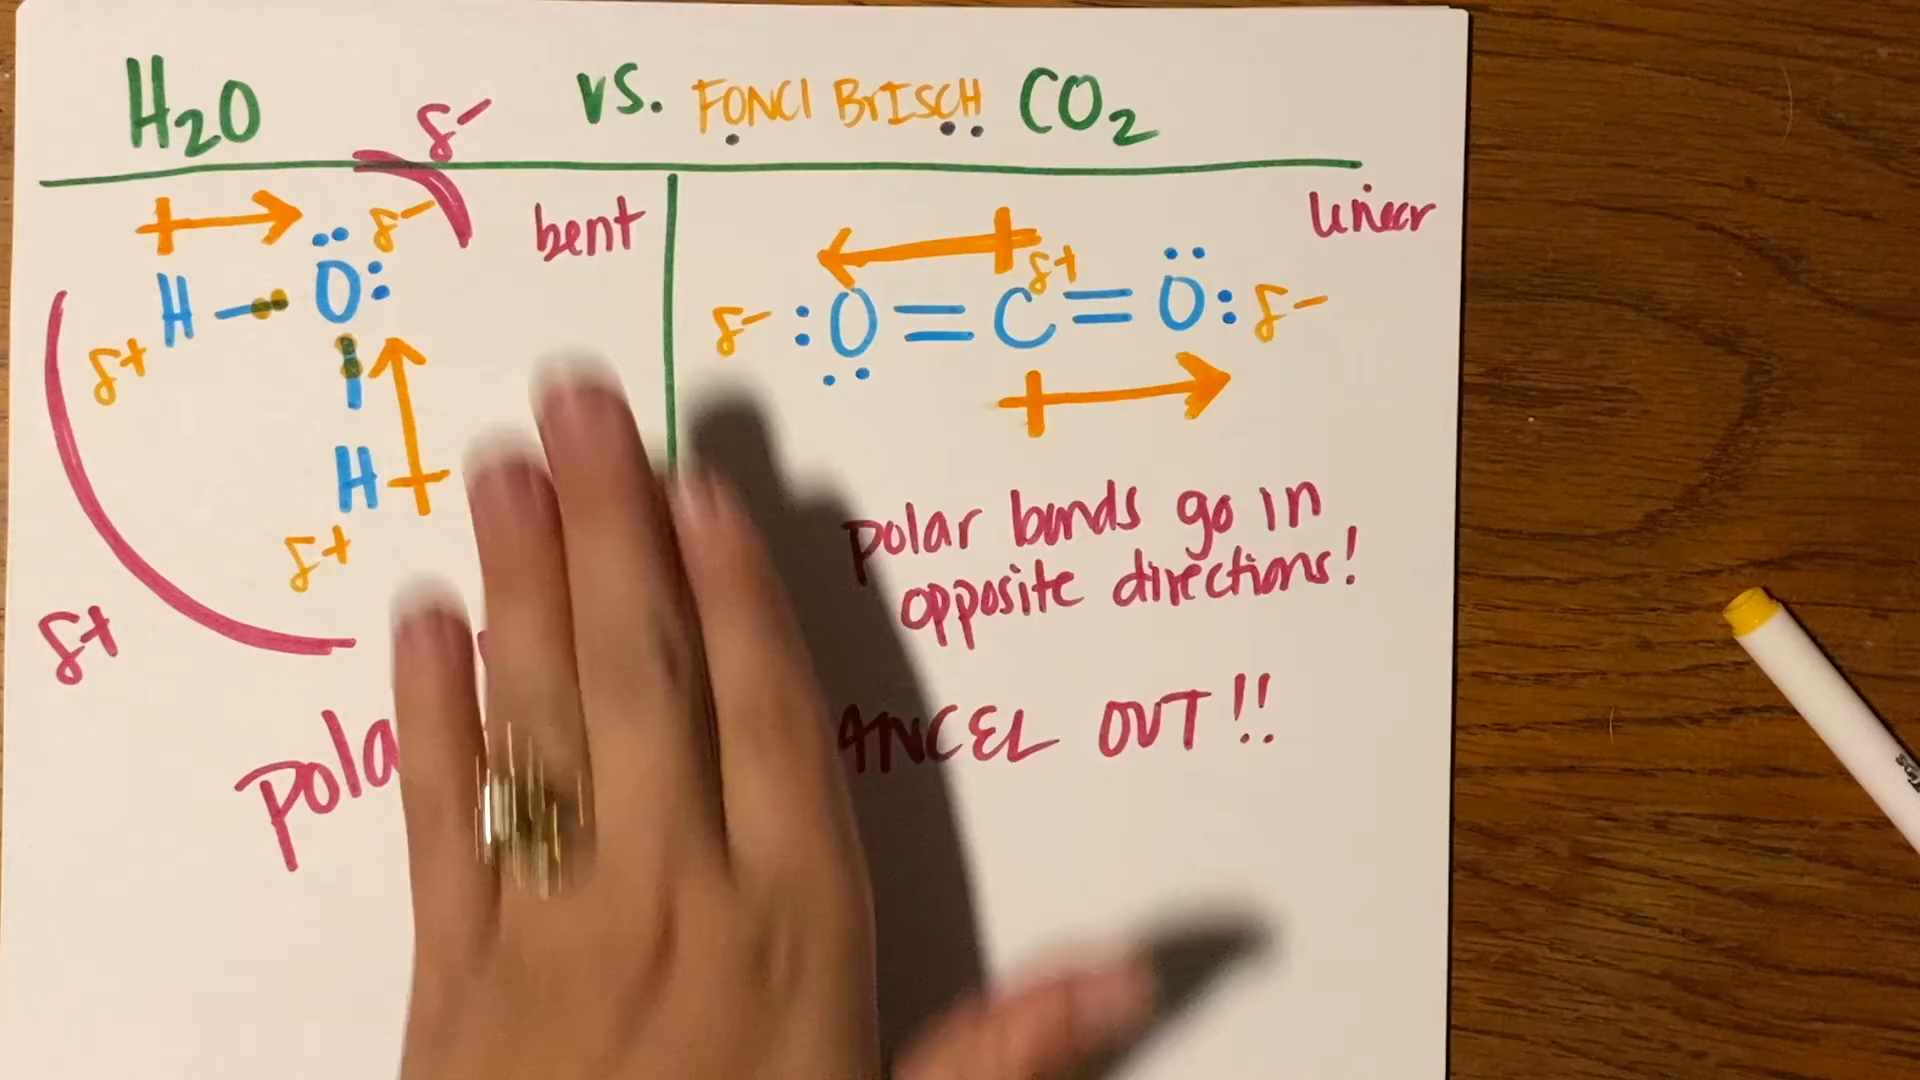 H2O vs. FONCl BrISCH CO2
δ-
bent
linear
δ-
H - O:
δ+
δ+
H
δ+
δ+
δ- :O = C = O: δ-
polar bonds go in
opposite directions!
ANCEL OUT!!
pola